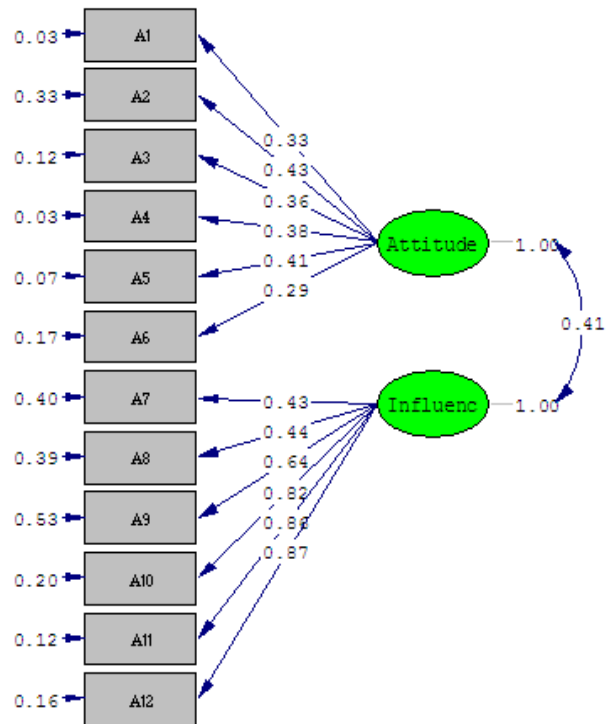 0.03 A1
0.33 A2
0.12 A3
0.03 A4
0.07 A5
0.17 A6
0.40 A7
0.39 A8
0.53 A9
0.20 A10
0.12 A11
0.16 A12
0.33
0.43
0.36
0.38
0.41
0.29
0.43
0.44
0.64
0.82
0.86
0.87
Attitude 1.00
0.41
Influenc 1.00